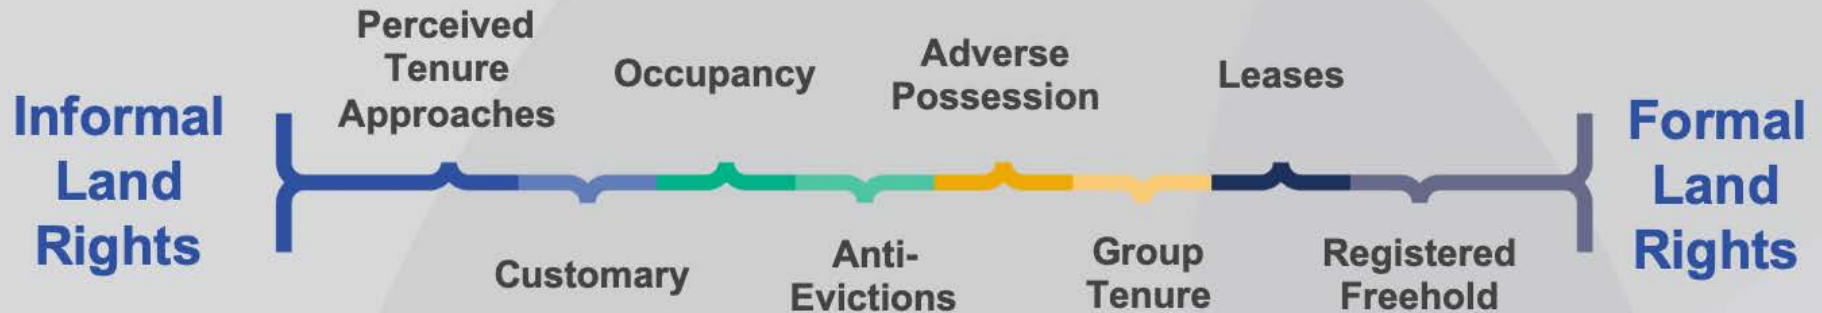 Informal
Land
Rights
Perceived
Tenure
Approaches
Customary
Occupancy
Anti-
Evictions
Adverse
Possession
Group
Tenure
Leases
Registered
Freehold
Formal
Land
Rights